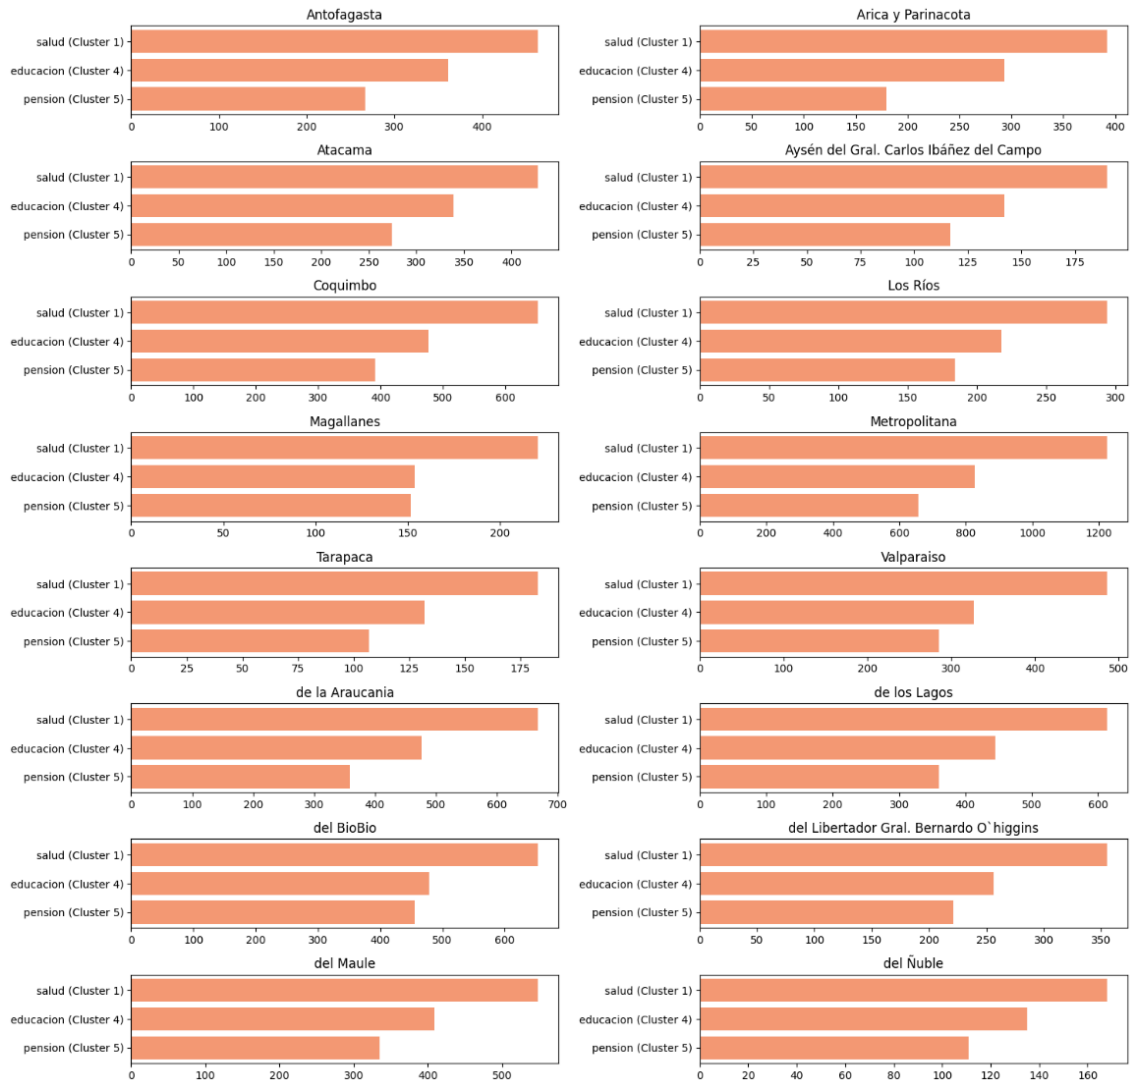 Antofagasta
salud (Cluster 1)
educacion (Cluster 4)
pension (Cluster 5)
0 100 200 300 400
Arica y Parinacota
salud (Cluster 1)
educacion (Cluster 4)
pension (Cluster 5)
0 50 100 150 200 250 300 350 400
Atacama
salud (Cluster 1)
educacion (Cluster 4)
pension (Cluster 5)
0 50 100 150 200 250 300 350 400
Aysén del Gral. Carlos Ibáñez del Campo
salud (Cluster 1)
educacion (Cluster 4)
pension (Cluster 5)
0 25 50 75 100 125 150 175
Coquimbo
salud (Cluster 1)
educacion (Cluster 4)
pension (Cluster 5)
0 100 200 300 400 500 600
Los Ríos
salud (Cluster 1)
educacion (Cluster 4)
pension (Cluster 5)
0 50 100 150 200 250 300
Magallanes
salud (Cluster 1)
educacion (Cluster 4)
pension (Cluster 5)
0 50 100 150 200
Metropolitana
salud (Cluster 1)
educacion (Cluster 4)
pension (Cluster 5)
0 200 400 600 800 1000 1200
Tarapaca
salud (Cluster 1)
educacion (Cluster 4)
pension (Cluster 5)
0 25 50 75 100 125 150 175
Valparaiso
salud (Cluster 1)
educacion (Cluster 4)
pension (Cluster 5)
0 100 200 300 400 500
de la Araucania
salud (Cluster 1)
educacion (Cluster 4)
pension (Cluster 5)
0 100 200 300 400 500 600 700
de los Lagos
salud (Cluster 1)
educacion (Cluster 4)
pension (Cluster 5)
0 100 200 300 400 500 600
del BioBio
salud (Cluster 1)
educacion (Cluster 4)
pension (Cluster 5)
0 100 200 300 400 500 600
del Libertador Gral. Bernardo O`higgins
salud (Cluster 1)
educacion (Cluster 4)
pension (Cluster 5)
0 50 100 150 200 250 300 350
del Maule
salud (Cluster 1)
educacion (Cluster 4)
pension (Cluster 5)
0 100 200 300 400 500
del Ñuble
salud (Cluster 1)
educacion (Cluster 4)
pension (Cluster 5)
0 20 40 60 80 100 120 140 160